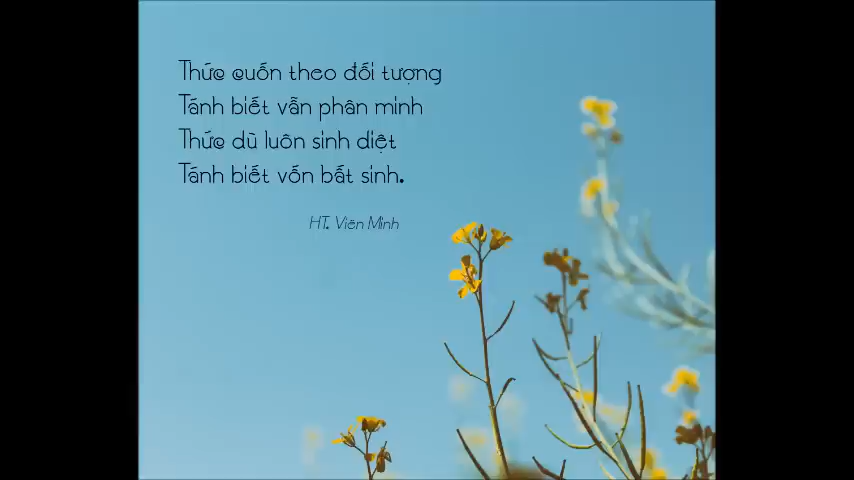 Thức cuốn theo đối tượng
Tánh biết vẫn phân minh
Thức dù luôn sinh diệt
Tánh biết vốn bất sinh.
HT. Viên Minh